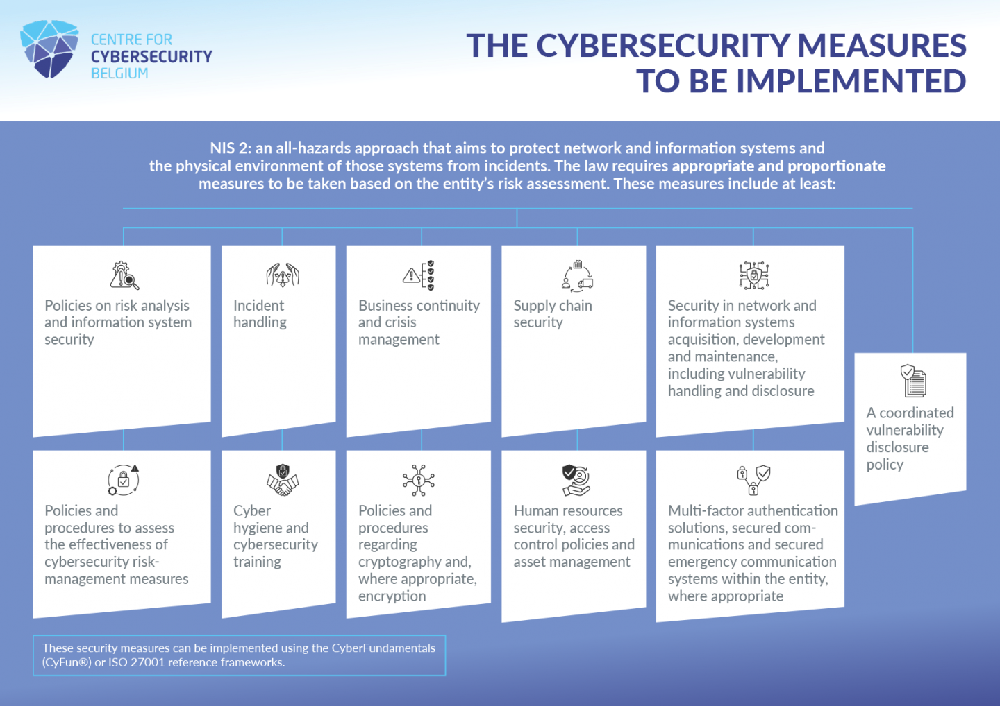 CENTRE FOR
CYBERSECURITY
BELGIUM
THE CYBERSECURITY MEASURES
TO BE IMPLEMENTED
NIS 2: an all-hazards approach that aims to protect network and information systems and
the physical environment of those systems from incidents. The law requires appropriate and proportionate
measures to be taken based on the entity's risk assessment. These measures include at least:
Policies on risk analysis
and information system
security
Incident
handling
Business continuity
and crisis
management
Supply chain
security
Security in network and
information systems
acquisition, development
and maintenance,
including vulnerability
handling and disclosure
A coordinated
vulnerability
disclosure
policy
Policies and
procedures to assess
the effectiveness of
cybersecurity risk-
management measures
Cyber
hygiene and
cybersecurity
training
Policies and
procedures
regarding
cryptography and,
where appropriate,
encryption
Human resources
security, access
control policies and
asset management
Multi-factor authentication
solutions, secured com-
munications and secured
emergency communication
systems within the entity,
where appropriate
These security measures can be implemented using the CyberFundamentals
(CyFun®) or ISO 27001 reference frameworks.